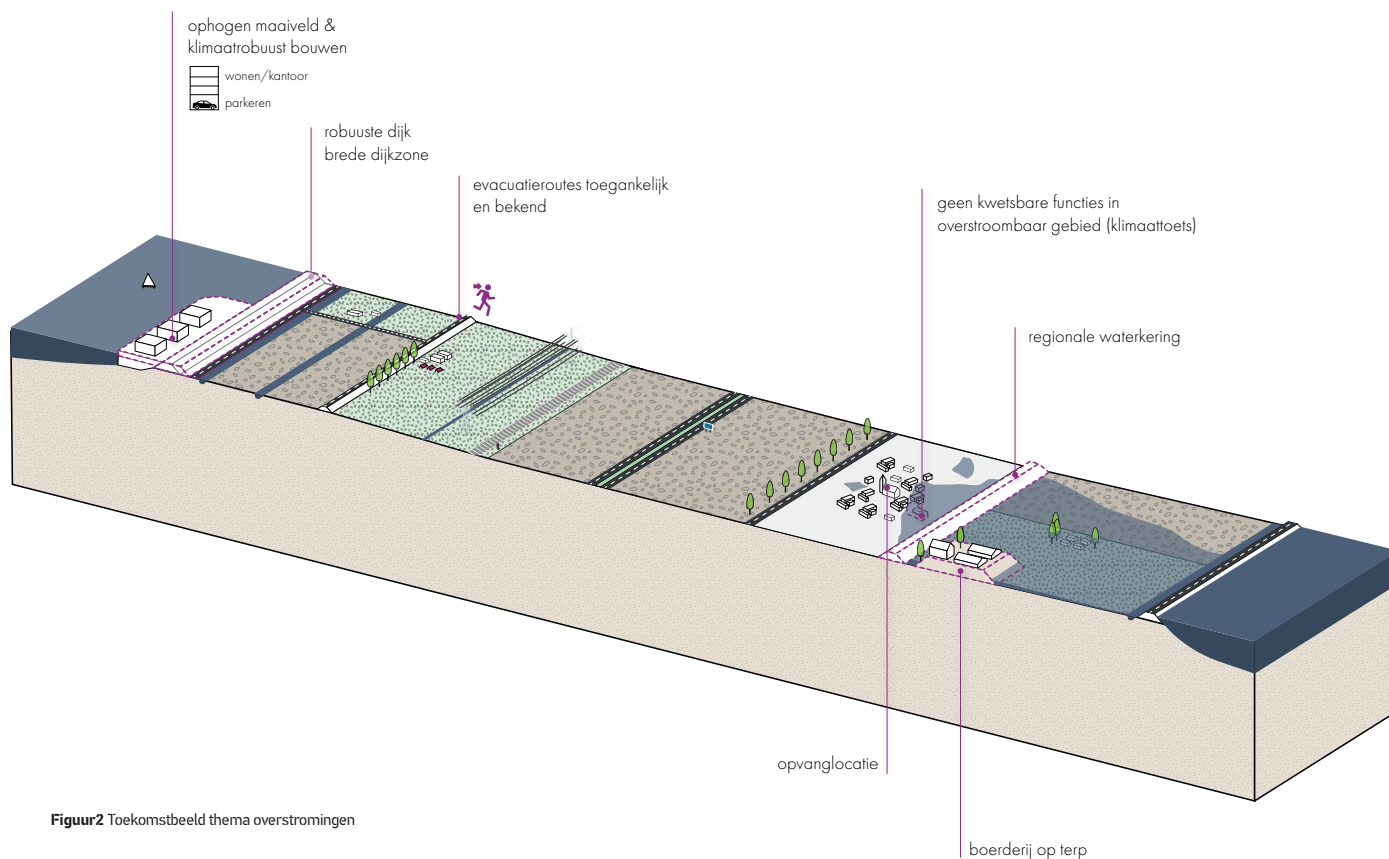 ophogen maaiveld &
klimaatrobuust bouwen
wonen/kantoor
parkeren
robuuste dijk
brede dijkzone
evacuatieroutes toegankelijk
en bekend
geen kwetsbare functies in
overstroombaar gebied (klimaattoets)
regionale waterkering
opvanglocatie
Figuur2 Toekomstbeeld thema overstromingen
boerderij op terp